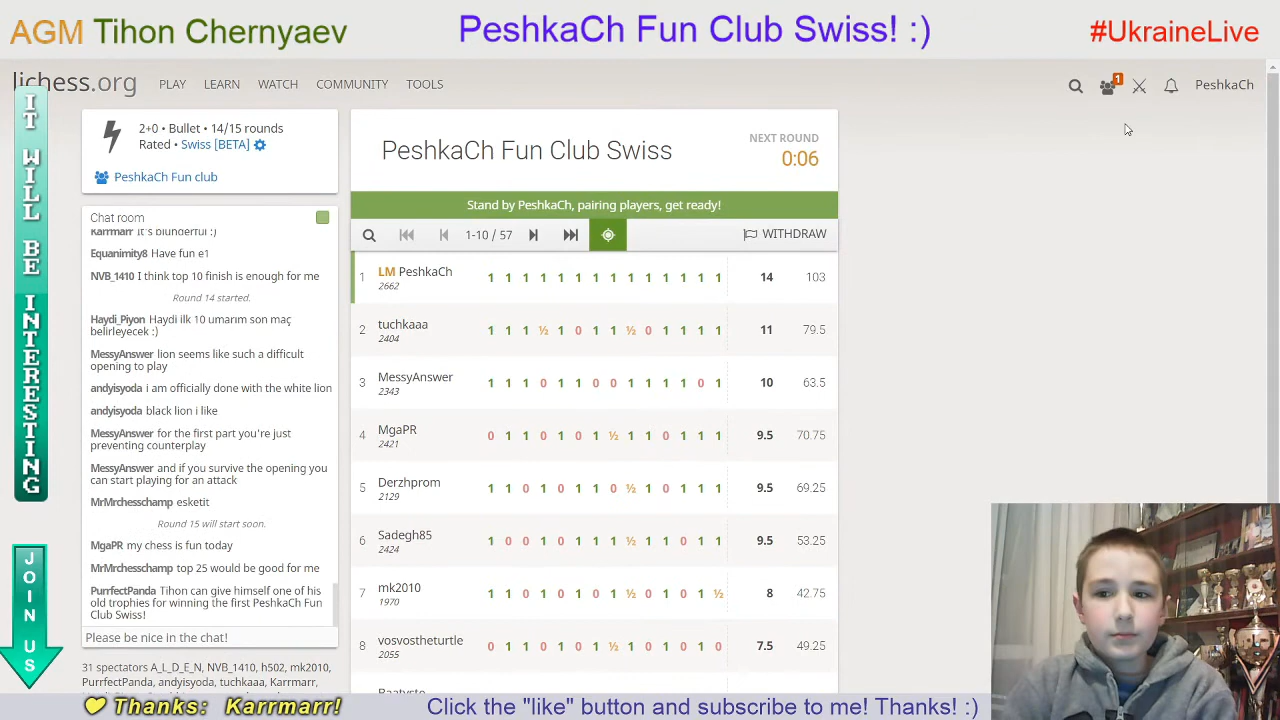 AGM Tihon Chernyaev
PeshkaCh Fun Club Swiss! :)
#UkraineLive
lichess.org
PLAY LEARN WATCH COMMUNITY TOOLS
1
PeshkaCh
IT WILL BE INTERESTING
JOIN US
2+0 • Bullet • 14/15 rounds
Rated • Swiss [BETA]
PeshkaCh Fun club
Chat room
Karrmarr It's blunderful :)
Equanimity8 Have fun e1
NVB_1410 I think top 10 finish is enough for me
Round 14 started.
Haydi_Piyon Haydi ilk 10 umarım son maç
belirleyecek :)
MessyAnswer lion seems like such a difficult
opening to play
andyisyoda i am officially done with the white lion
andyisyoda black lion i like
MessyAnswer for the first part you're just
preventing counterplay
MessyAnswer and if you survive the opening you
can start playing for an attack
MrMrchesschamp esketit
Round 15 will start soon.
MgaPR my chess is fun today
MrMrchesschamp top 25 would be good for me
PurrfectPanda Tihon can give himself one of his
old trophies for winning the first PeshkaCh Fun
Club Swiss!
Please be nice in the chat!
31 spectators A_L_D_E_N, NVB_1410, h502, mk2010,
PurrfectPanda, andyisyoda, tuchkaaa, Karrmarr,
PeshkaCh Fun Club Swiss
NEXT ROUND
0:06
Stand by PeshkaCh, pairing players, get ready!
1-10 / 57
WITHDRAW
1 LM PeshkaCh 1 1 1 1 1 1 1 1 1 1 1 1 1 1 14 103
2662
2 tuchkaaa 1 1 1 ½ 1 0 1 1 ½ 0 1 1 1 1 11 79.5
2404
3 MessyAnswer 1 1 1 0 1 1 0 0 1 1 1 1 0 1 10 63.5
2343
4 MgaPR 0 1 1 0 1 0 1 ½ 1 1 0 1 1 1 9.5 70.75
2421
5 Derzhprom 1 1 0 1 0 1 1 0 ½ 1 0 1 1 1 9.5 69.25
2129
6 Sadegh85 1 0 0 1 0 1 1 1 ½ 1 1 0 1 1 9.5 53.25
2424
7 mk2010 1 1 0 1 0 1 0 1 ½ 0 1 0 1 ½ 8 42.75
1970
8 vosvostheturtle 0 1 1 0 1 0 1 ½ 1 0 1 0 1 0 7.5 49.25
2055
Thanks: Karrmarr!
Click the "like" button and subscribe to me! Thanks! :)